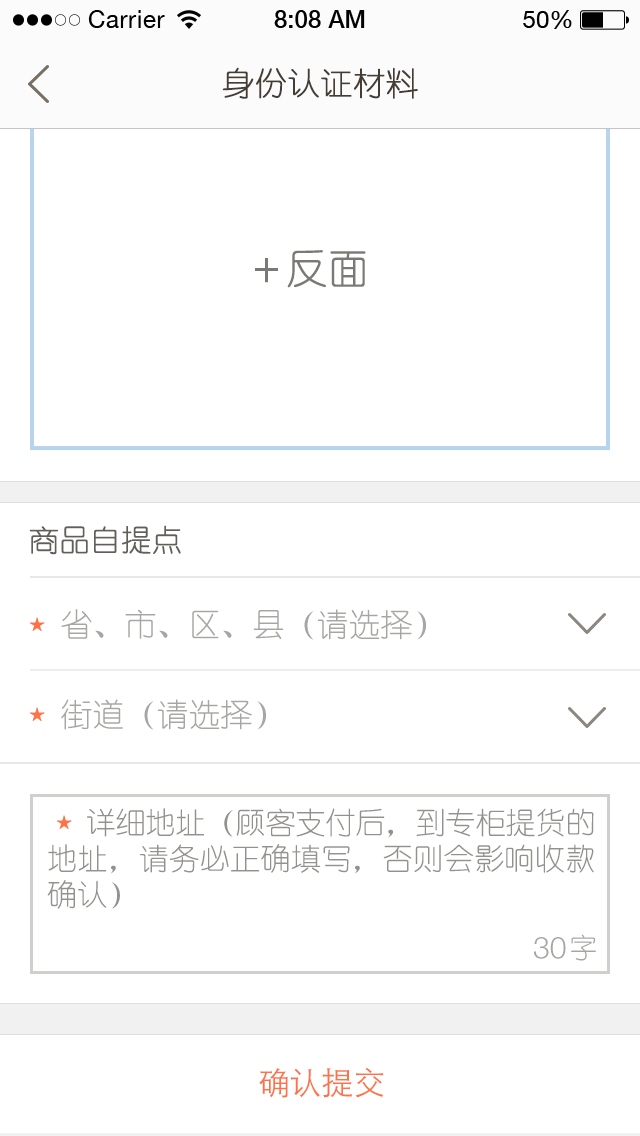 Carrier 8:08 AM 50%
身份认证材料
+反面
商品自提点
★ 省、市、区、县（请选择）
★ 街道（请选择）
★ 详细地址（顾客支付后，到专柜提货的
地址，请务必正确填写，否则会影响收款
确认）
30字
确认提交